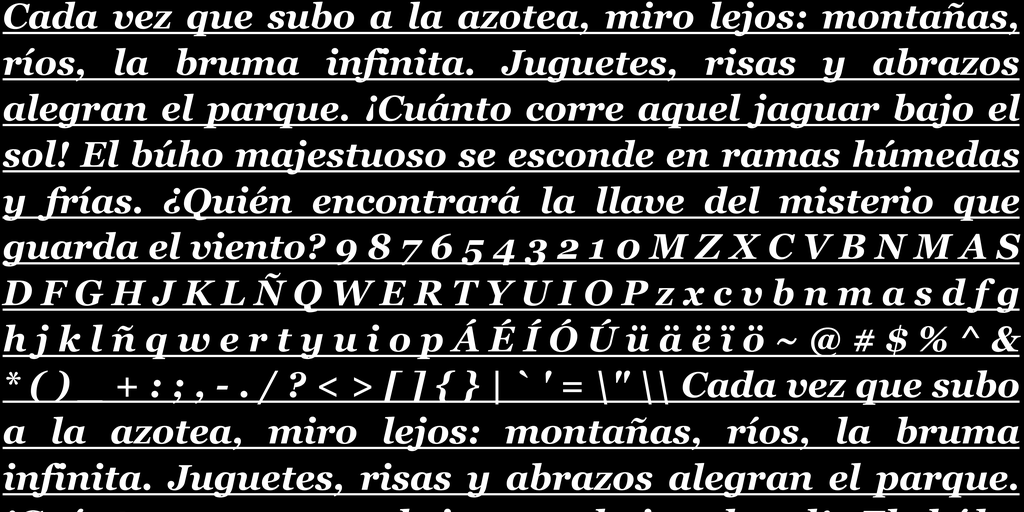 Cada vez que subo a la azotea, miro lejos: montañas,
ríos, la bruma infinita. Juguetes, risas y abrazos
alegran el parque. ¡Cuánto corre aquel jaguar bajo el
sol! El búho majestuoso se esconde en ramas húmedas
y frías. ¿Quién encontrará la llave del misterio que
guarda el viento? 9 8 7 6 5 4 3 2 1 0 M Z X C V B N M A S
D F G H J K L Ñ Q W E R T Y U I O P z x c v b n m a s d f g
h j k l ñ q w e r t y u i o p Á É Í Ó Ú ü ä ë ï ö ~ @ # $ % ^ &
* ( ) _ + : ; , - . / ? < > [ ] { } | ` ' = \" \\ Cada vez que subo
a la azotea, miro lejos: montañas, ríos, la bruma
infinita. Juguetes, risas y abrazos alegran el parque.